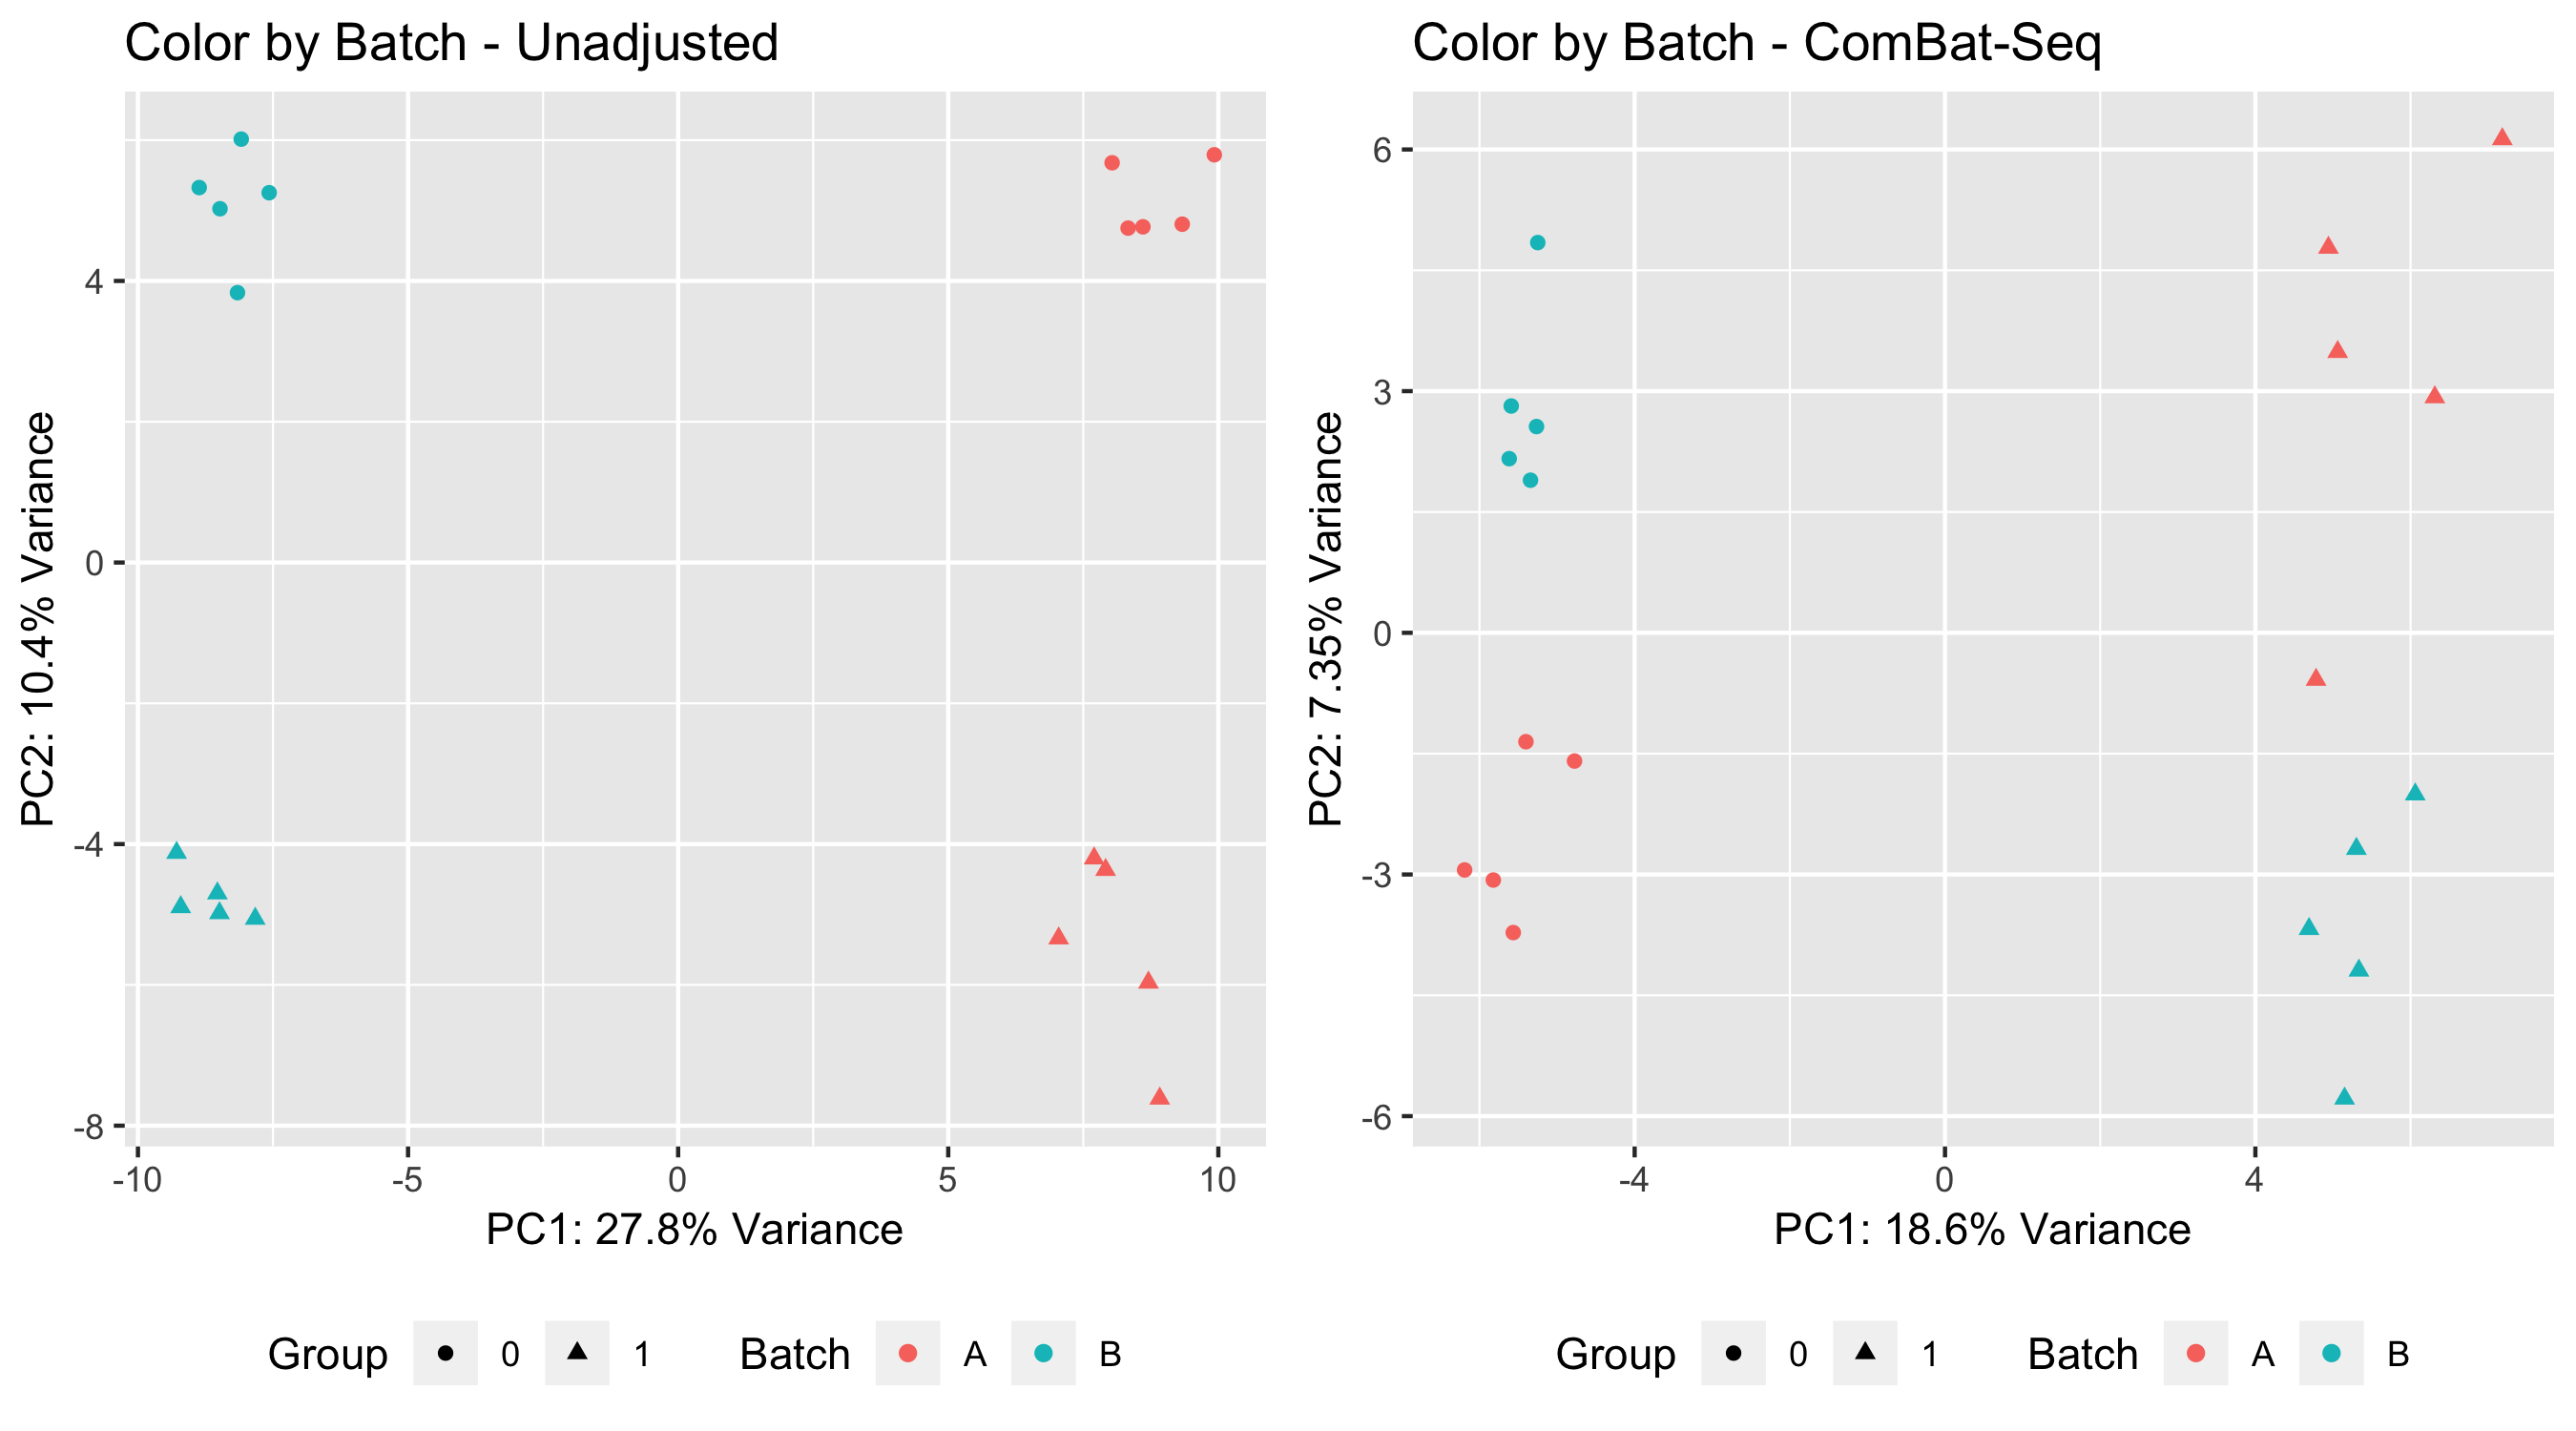 Color by Batch - Unadjusted
PC2: 10.4% Variance
4
0
-4
-8
-10 -5 0 5 10
PC1: 27.8% Variance
Group 0 1 Batch A B
Color by Batch - ComBat-Seq
PC2: 7.35% Variance
6
3
0
-3
-6
-4 0 4
PC1: 18.6% Variance
Group 0 1 Batch A B